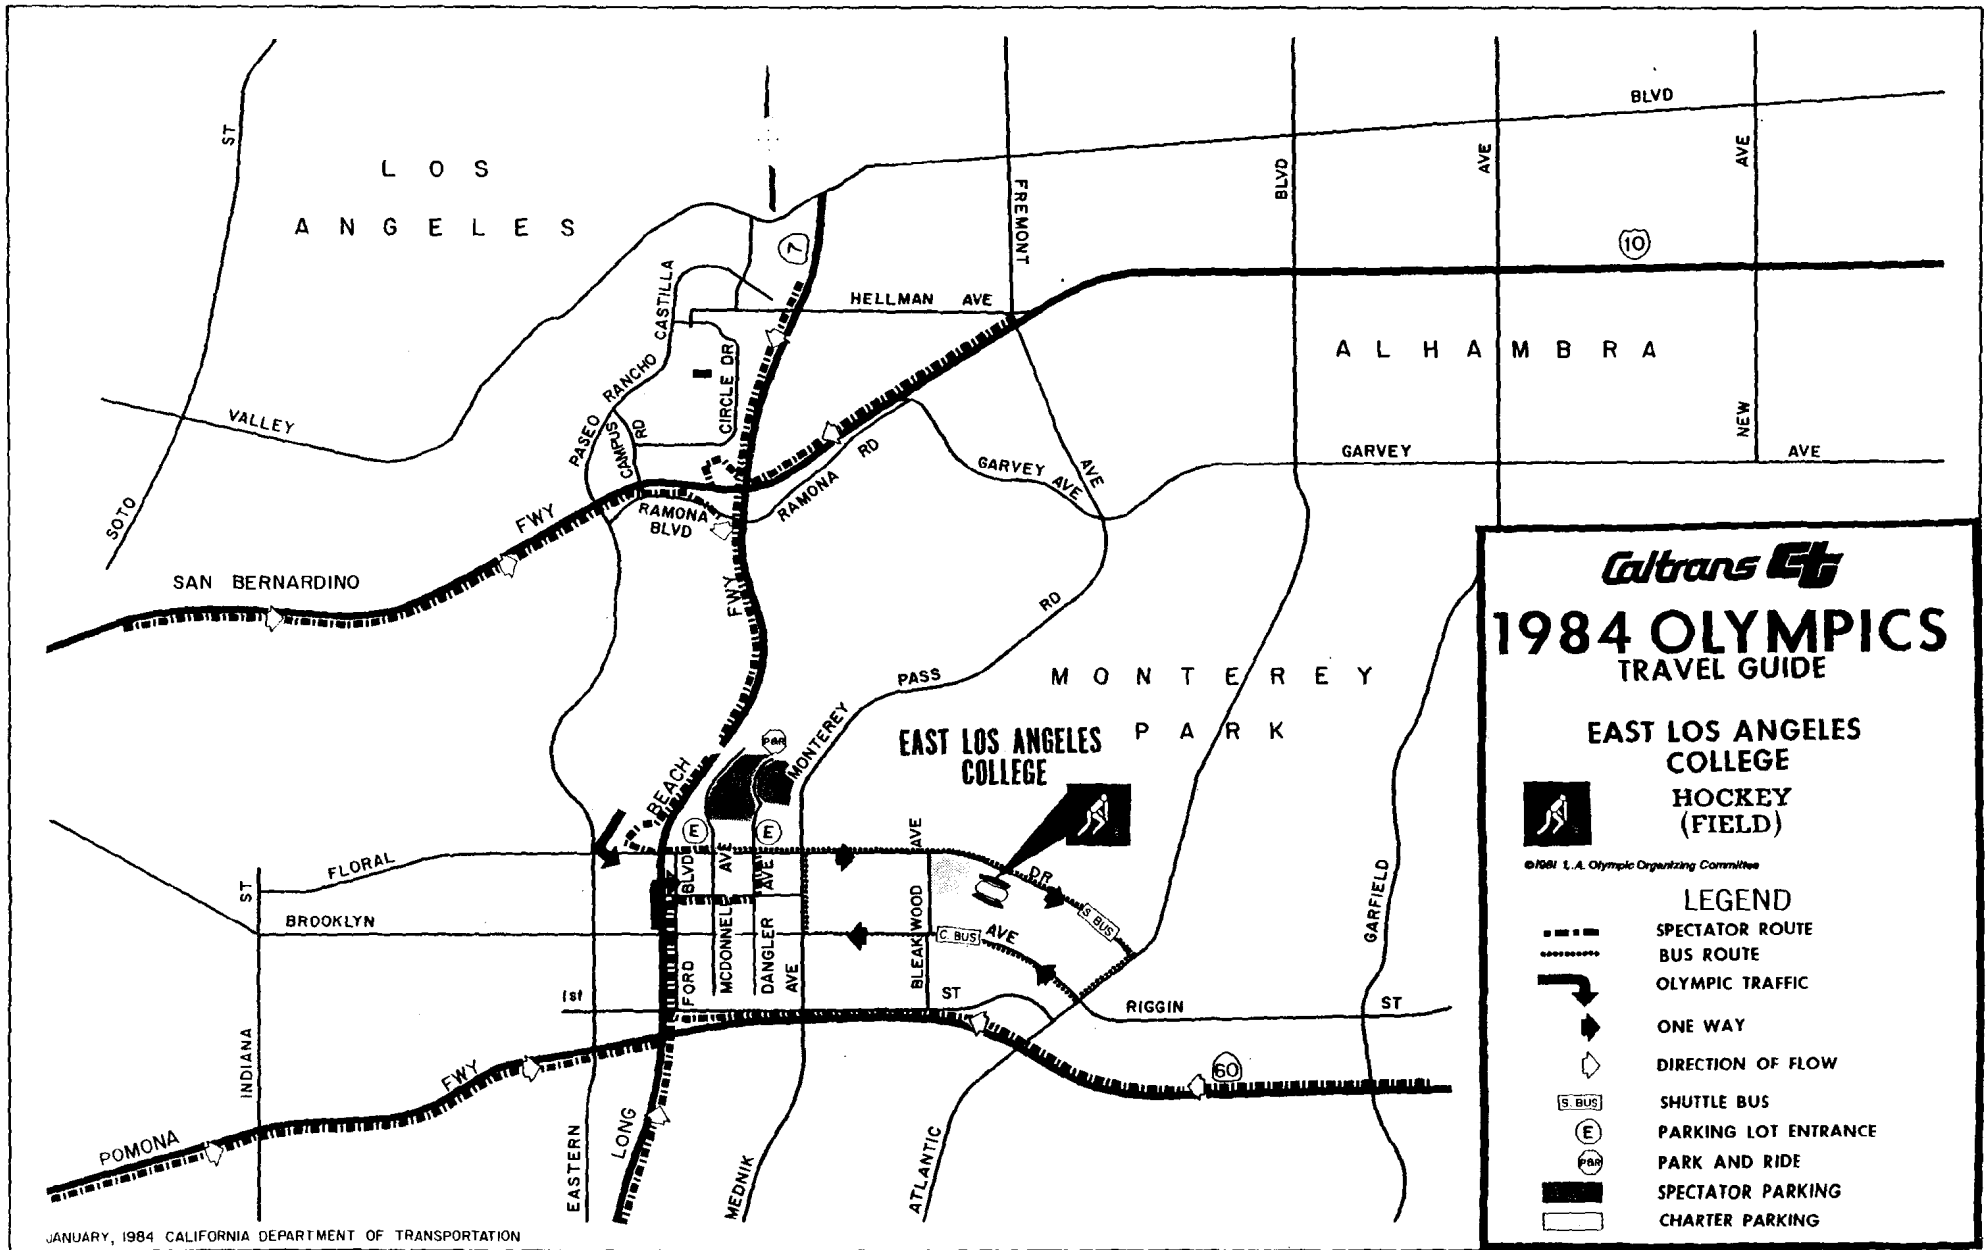 BLVD
ST
LOS
ANGELES
BLVD
AVE
AVE
FREMONT
7
10
CASTILLA
HELLMAN AVE
RANCHO
CIRCLE DR
ALHAMBRA
VALLEY
PASEO
CAMPUS
RD
RD
NEW
GARVEY
AVE
GARVEY AVE
AVE
SOTO
FWY
RAMONA
BLVD
RAMONA
SAN BERNARDINO
FWY
RD
PASS
MONTEREY
PARK
MONTEREY
P&R
EAST LOS ANGELES
COLLEGE
BEACH
E
E
FLORAL
AVE
BLVD
AVE
AVE
DR
S. BUS
ST
BROOKLYN
BLEAKWOOD
C. BUS
AVE
GARFIELD
FORD
MCDONNELL
DANGLER
AVE
1st
ST
RIGGIN
ST
INDIANA
FWY
60
POMONA
EASTERN
LONG
MEDNIK
ATLANTIC
JANUARY, 1984 CALIFORNIA DEPARTMENT OF TRANSPORTATION
Caltrans Ct
1984 OLYMPICS
TRAVEL GUIDE
EAST LOS ANGELES
COLLEGE
HOCKEY
(FIELD)
©1981 L.A. Olympic Organizing Committee
LEGEND
SPECTATOR ROUTE
BUS ROUTE
OLYMPIC TRAFFIC
ONE WAY
DIRECTION OF FLOW
S. BUS SHUTTLE BUS
E PARKING LOT ENTRANCE
P&R PARK AND RIDE
SPECTATOR PARKING
CHARTER PARKING